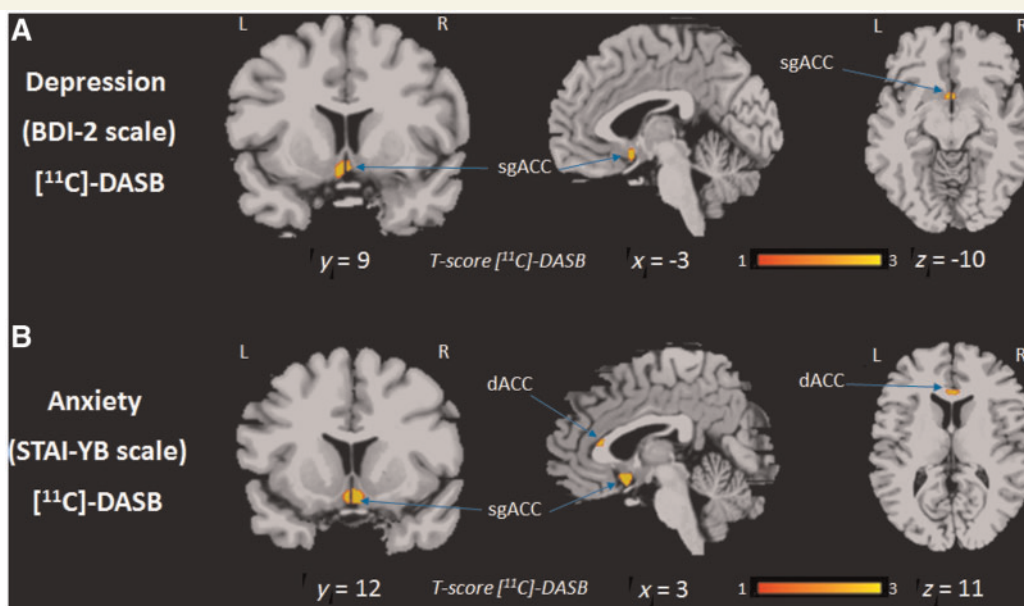 A
L R
L R
Depression
(BDI-2 scale)
[¹¹C]-DASB
sgACC
sgACC
y = 9 T-score [¹¹C]-DASB x = -3 1 3 z = -10
B
L R
L R
Anxiety
(STAI-YB scale)
[¹¹C]-DASB
dACC
dACC
sgACC
y = 12 T-score [¹¹C]-DASB x = 3 1 3 z = 11